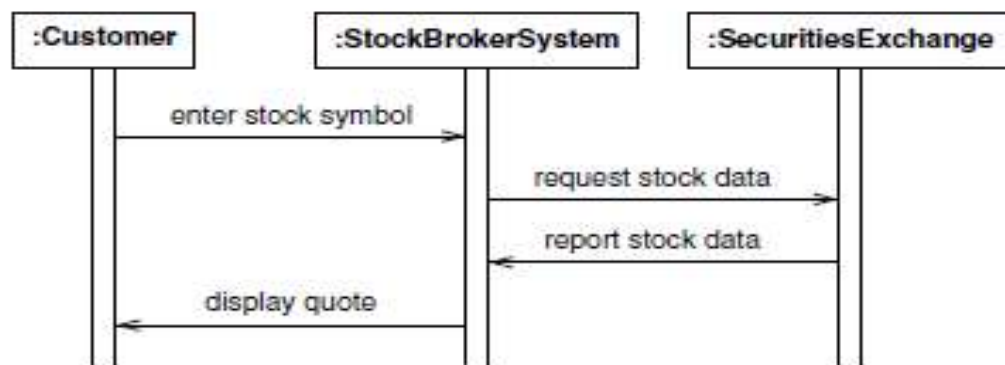 :Customer
:StockBrokerSystem
:SecuritiesExchange
enter stock symbol
request stock data
report stock data
display quote